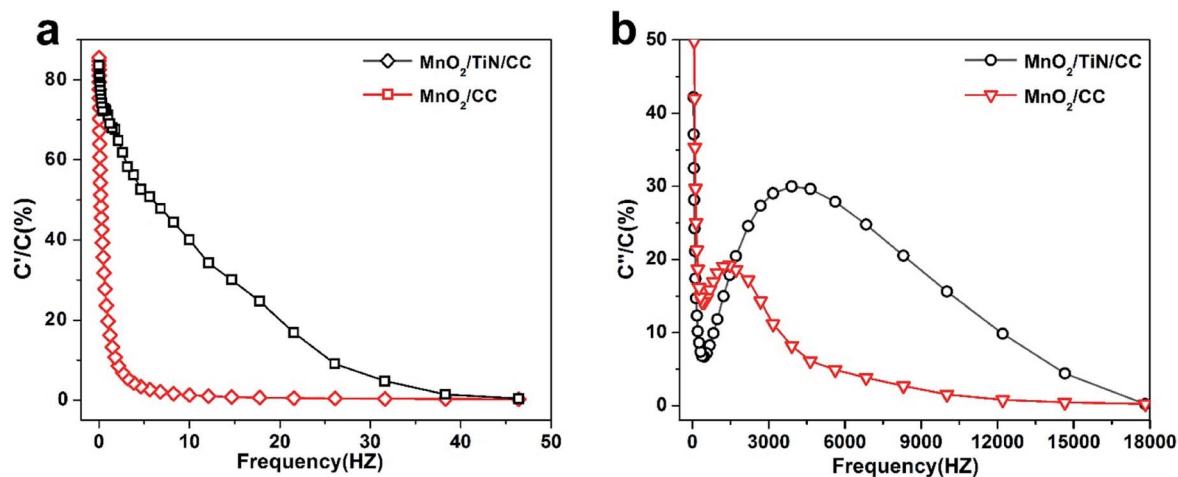 a
MnO₂/TiN/CC
MnO₂/CC
80
60
40
20
0
C'/C(%)
0 10 20 30 40 50
Frequency(HZ)
b
MnO₂/TiN/CC
MnO₂/CC
50
40
30
20
10
0
C"/C(%)
0 3000 6000 9000 12000 15000 18000
Frequency(HZ)